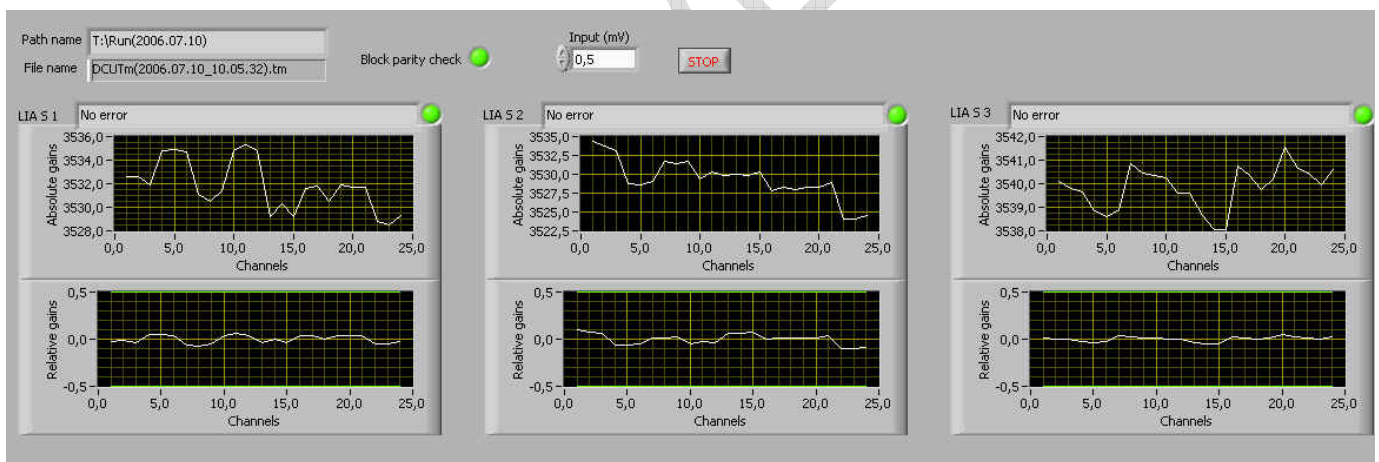 Path name T:\Run(2006.07.10)
File name DCUTm(2006.07.10_10.05.32).tm
Block parity check
Input (mV)
0,5
STOP
LIA S 1 No error
Absolute gains
3536,0
3534,0
3532,0
3530,0
3528,0
0,0 5,0 10,0 15,0 20,0 25,0
Channels
Relative gains
0,5
0,0
-0,5
0,0 5,0 10,0 15,0 20,0 25,0
Channels
LIA S 2 No error
Absolute gains
3535,0
3532,5
3530,0
3527,5
3525,0
3522,5
0,0 5,0 10,0 15,0 20,0 25,0
Channels
Relative gains
0,5
0,0
-0,5
0,0 5,0 10,0 15,0 20,0 25,0
Channels
LIA S 3 No error
Absolute gains
3542,0
3541,0
3540,0
3539,0
3538,0
0,0 5,0 10,0 15,0 20,0 25,0
Channels
Relative gains
0,5
0,0
-0,5
0,0 5,0 10,0 15,0 20,0 25,0
Channels